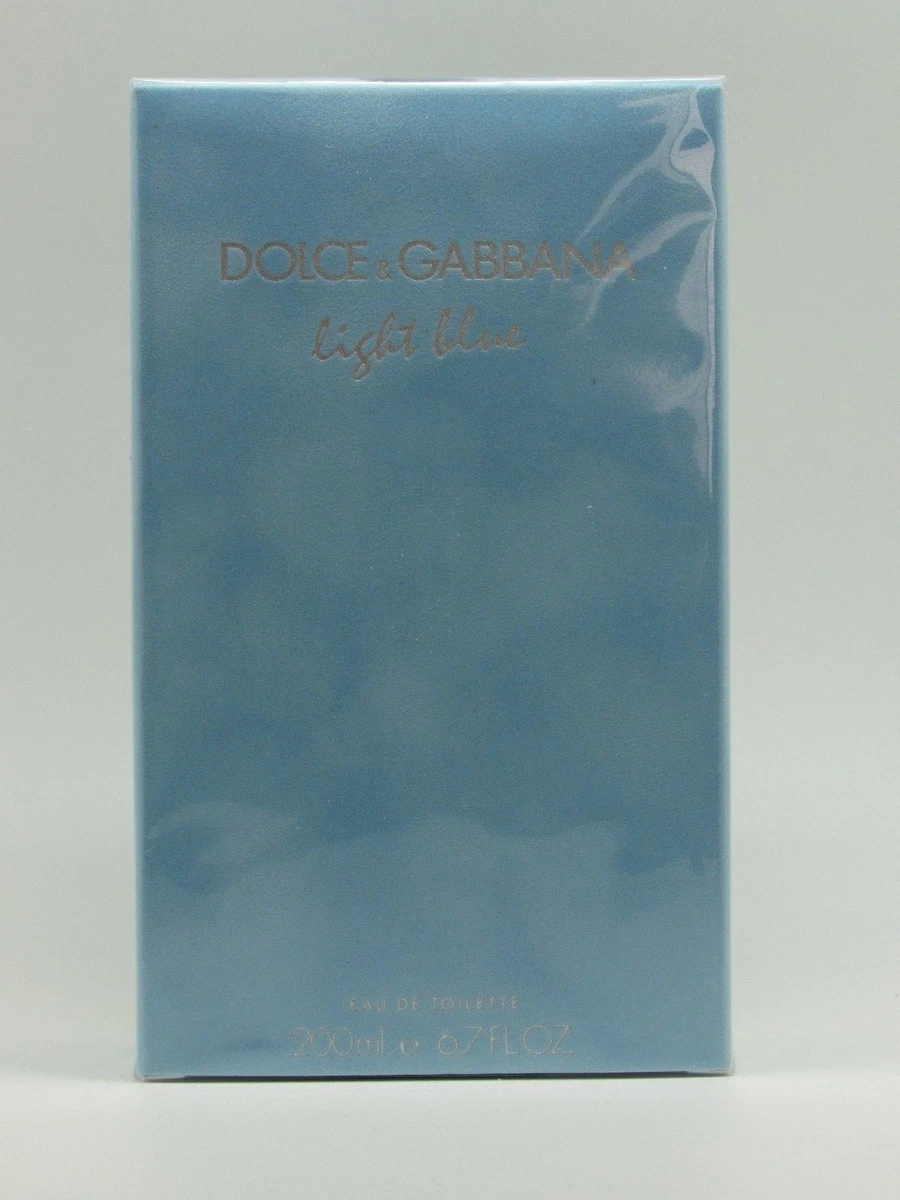 DOLCE & GABBANA
light blue
EAU DE TOILETTE
200ml e 6.7 FL.OZ